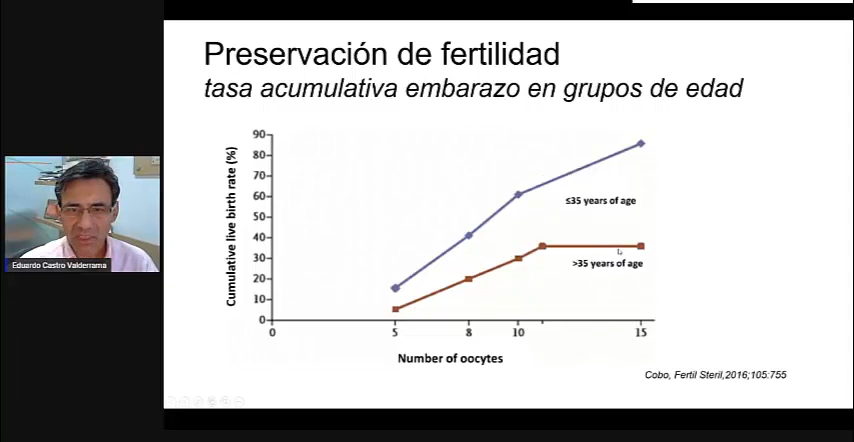 Preservación de fertilidad
tasa acumulativa embarazo en grupos de edad
Cumulative live birth rate (%)
90
80
70
60
50
40
30
20
10
0
≤35 years of age
>35 years of age
0 5 8 10 15
Number of oocytes
Cobo, Fertil Steril,2016;105:755
Eduardo Castro Valderrama